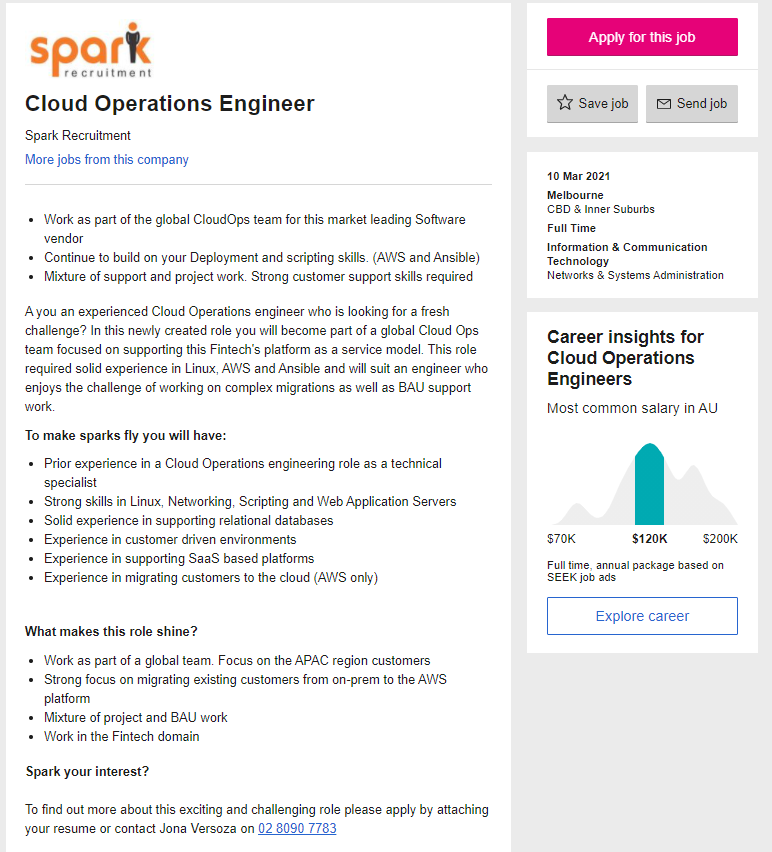 spark
recruitment
Cloud Operations Engineer
Spark Recruitment
More jobs from this company
• Work as part of the global CloudOps team for this market leading Software
vendor
• Continue to build on your Deployment and scripting skills. (AWS and Ansible)
• Mixture of support and project work. Strong customer support skills required
A you an experienced Cloud Operations engineer who is looking for a fresh
challenge? In this newly created role you will become part of a global Cloud Ops
team focused on supporting this Fintech's platform as a service model. This role
required solid experience in Linux, AWS and Ansible and will suit an engineer who
enjoys the challenge of working on complex migrations as well as BAU support
work.
To make sparks fly you will have:
• Prior experience in a Cloud Operations engineering role as a technical
specialist
• Strong skills in Linux, Networking, Scripting and Web Application Servers
• Solid experience in supporting relational databases
• Experience in customer driven environments
• Experience in supporting SaaS based platforms
• Experience in migrating customers to the cloud (AWS only)
What makes this role shine?
• Work as part of a global team. Focus on the APAC region customers
• Strong focus on migrating existing customers from on-prem to the AWS
platform
• Mixture of project and BAU work
• Work in the Fintech domain
Spark your interest?
To find out more about this exciting and challenging role please apply by attaching
your resume or contact Jona Versoza on 02 8090 7783
Apply for this job
Save job
Send job
10 Mar 2021
Melbourne
CBD & Inner Suburbs
Full Time
Information & Communication
Technology
Networks & Systems Administration
Career insights for
Cloud Operations
Engineers
Most common salary in AU
$70K $120K $200K
Full time, annual package based on
SEEK job ads
Explore career